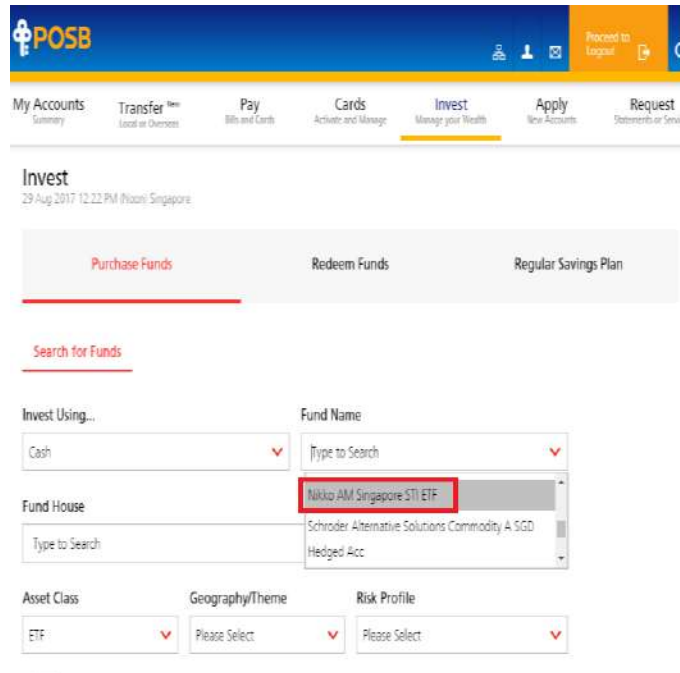 POSB
Proceed to
Logout
My Accounts Transfer New Pay Cards Invest Apply Request
Summary Local or Overseas Bills and Cards Activate and Manage Manage your Wealth New Accounts Statements or
Invest
29 Aug 2017 12:22 PM (Noon) Singapore
Purchase Funds Redeem Funds Regular Savings Plan
Search for Funds
Invest Using... Fund Name
Cash Type to Search
Nikko AM Singapore STI ETF
Fund House
Schroder Alternative Solutions Commodity A SGD
Type to Search Hedged Acc
Asset Class Geography/Theme Risk Profile
ETF Please Select Please Select